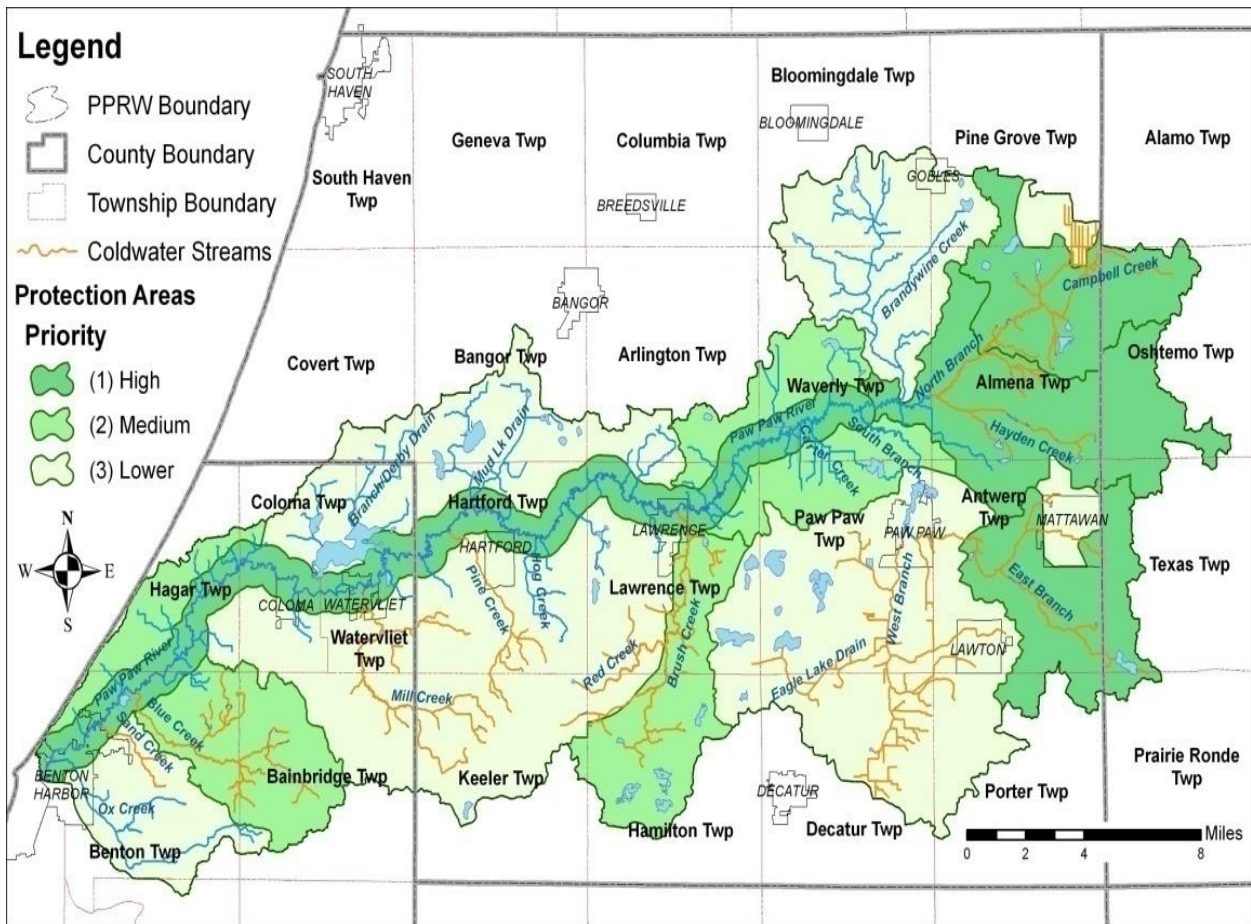 Legend
PPRW Boundary
County Boundary
Township Boundary
Coldwater Streams
Protection Areas
Priority
(1) High
(2) Medium
(3) Lower
N
W
E
S
SOUTH
HAVEN
South Haven
Twp
Geneva Twp
Columbia Twp
Bloomingdale Twp
BLOOMINGDALE
Pine Grove Twp
Alamo Twp
GOBLES
BREEDSVILLE
BANGOR
Covert Twp
Bangor Twp
Arlington Twp
Waverly Twp
Brandywine Creek
North Branch
Campbell Creek
Almena Twp
Oshtemo Twp
Hayden Creek
Paw Paw River
South Branch
Carter Creek
Coloma Twp
Branch/Derby Drain
Mud Lk Drain
Hartford Twp
HARTFORD
Hog Creek
Pine Creek
LAWRENCE
Lawrence Twp
Paw Paw
Twp
PAW PAW
Antwerp
Twp
MATTAWAN
Texas Twp
East Branch
West Branch
LAWTON
Eagle Lake Drain
Brush Creek
Red Creek
Hagar Twp
COLOMA
WATERVLIET
Watervliet
Twp
Mill Creek
Paw Paw River
Blue Creek
Sand Creek
BENTON
HARBOR
Ox Creek
Benton Twp
Bainbridge Twp
Keeler Twp
Hamilton Twp
DECATUR
Decatur Twp
Porter Twp
Prairie Ronde
Twp
Miles
0 2 4 8